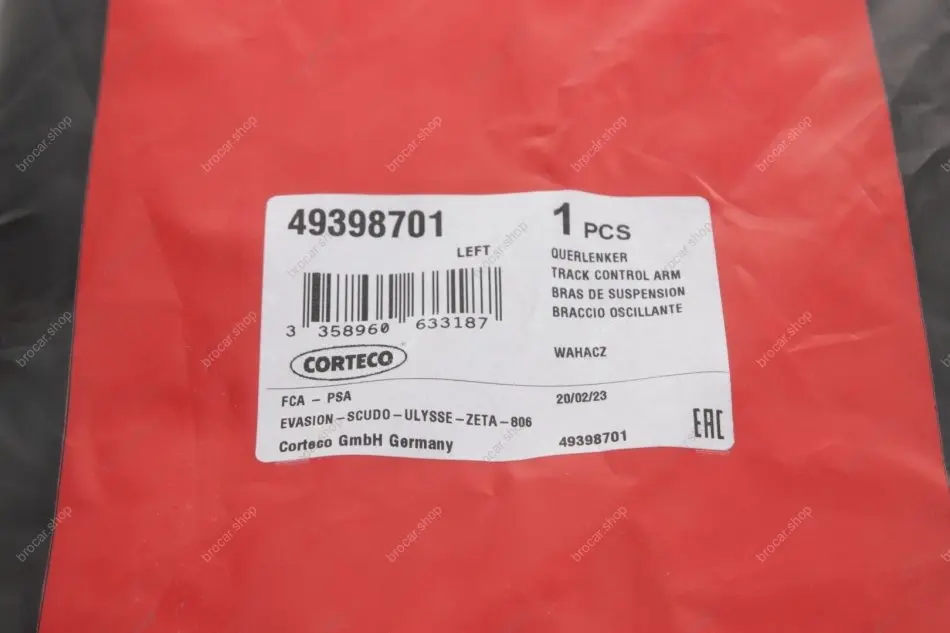 49398701
LEFT
3 358960 633187
CORTECO
FCA - PSA
EVASION-SCUDO-ULYSSE-ZETA-806
Corteco GmbH Germany
1 PCS
QUERLENKER
TRACK CONTROL ARM
BRAS DE SUSPENSION
BRACCIO OSCILLANTE
WAHACZ
20/02/23
49398701
EAC
brocar.shop